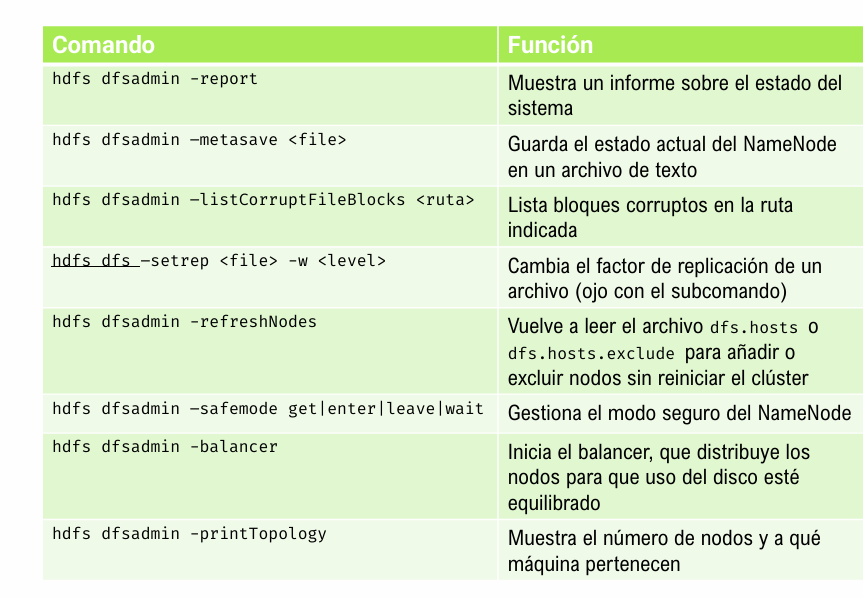 Comando Función
hdfs dfsadmin -report
Muestra un informe sobre el estado del
sistema
hdfs dfsadmin –metasave <file>
Guarda el estado actual del NameNode
en un archivo de texto
hdfs dfsadmin –listCorruptFileBlocks <ruta>
Lista bloques corruptos en la ruta
indicada
hdfs dfs –setrep <file> -w <level>
Cambia el factor de replicación de un
archivo (ojo con el subcomando)
hdfs dfsadmin -refreshNodes
Vuelve a leer el archivo dfs.hosts o
dfs.hosts.exclude para añadir o
excluir nodos sin reiniciar el clúster
hdfs dfsadmin –safemode get|enter|leave|wait
Gestiona el modo seguro del NameNode
hdfs dfsadmin -balancer
Inicia el balancer, que distribuye los
nodos para que uso del disco esté
equilibrado
hdfs dfsadmin -printTopology
Muestra el número de nodos y a qué
máquina pertenecen